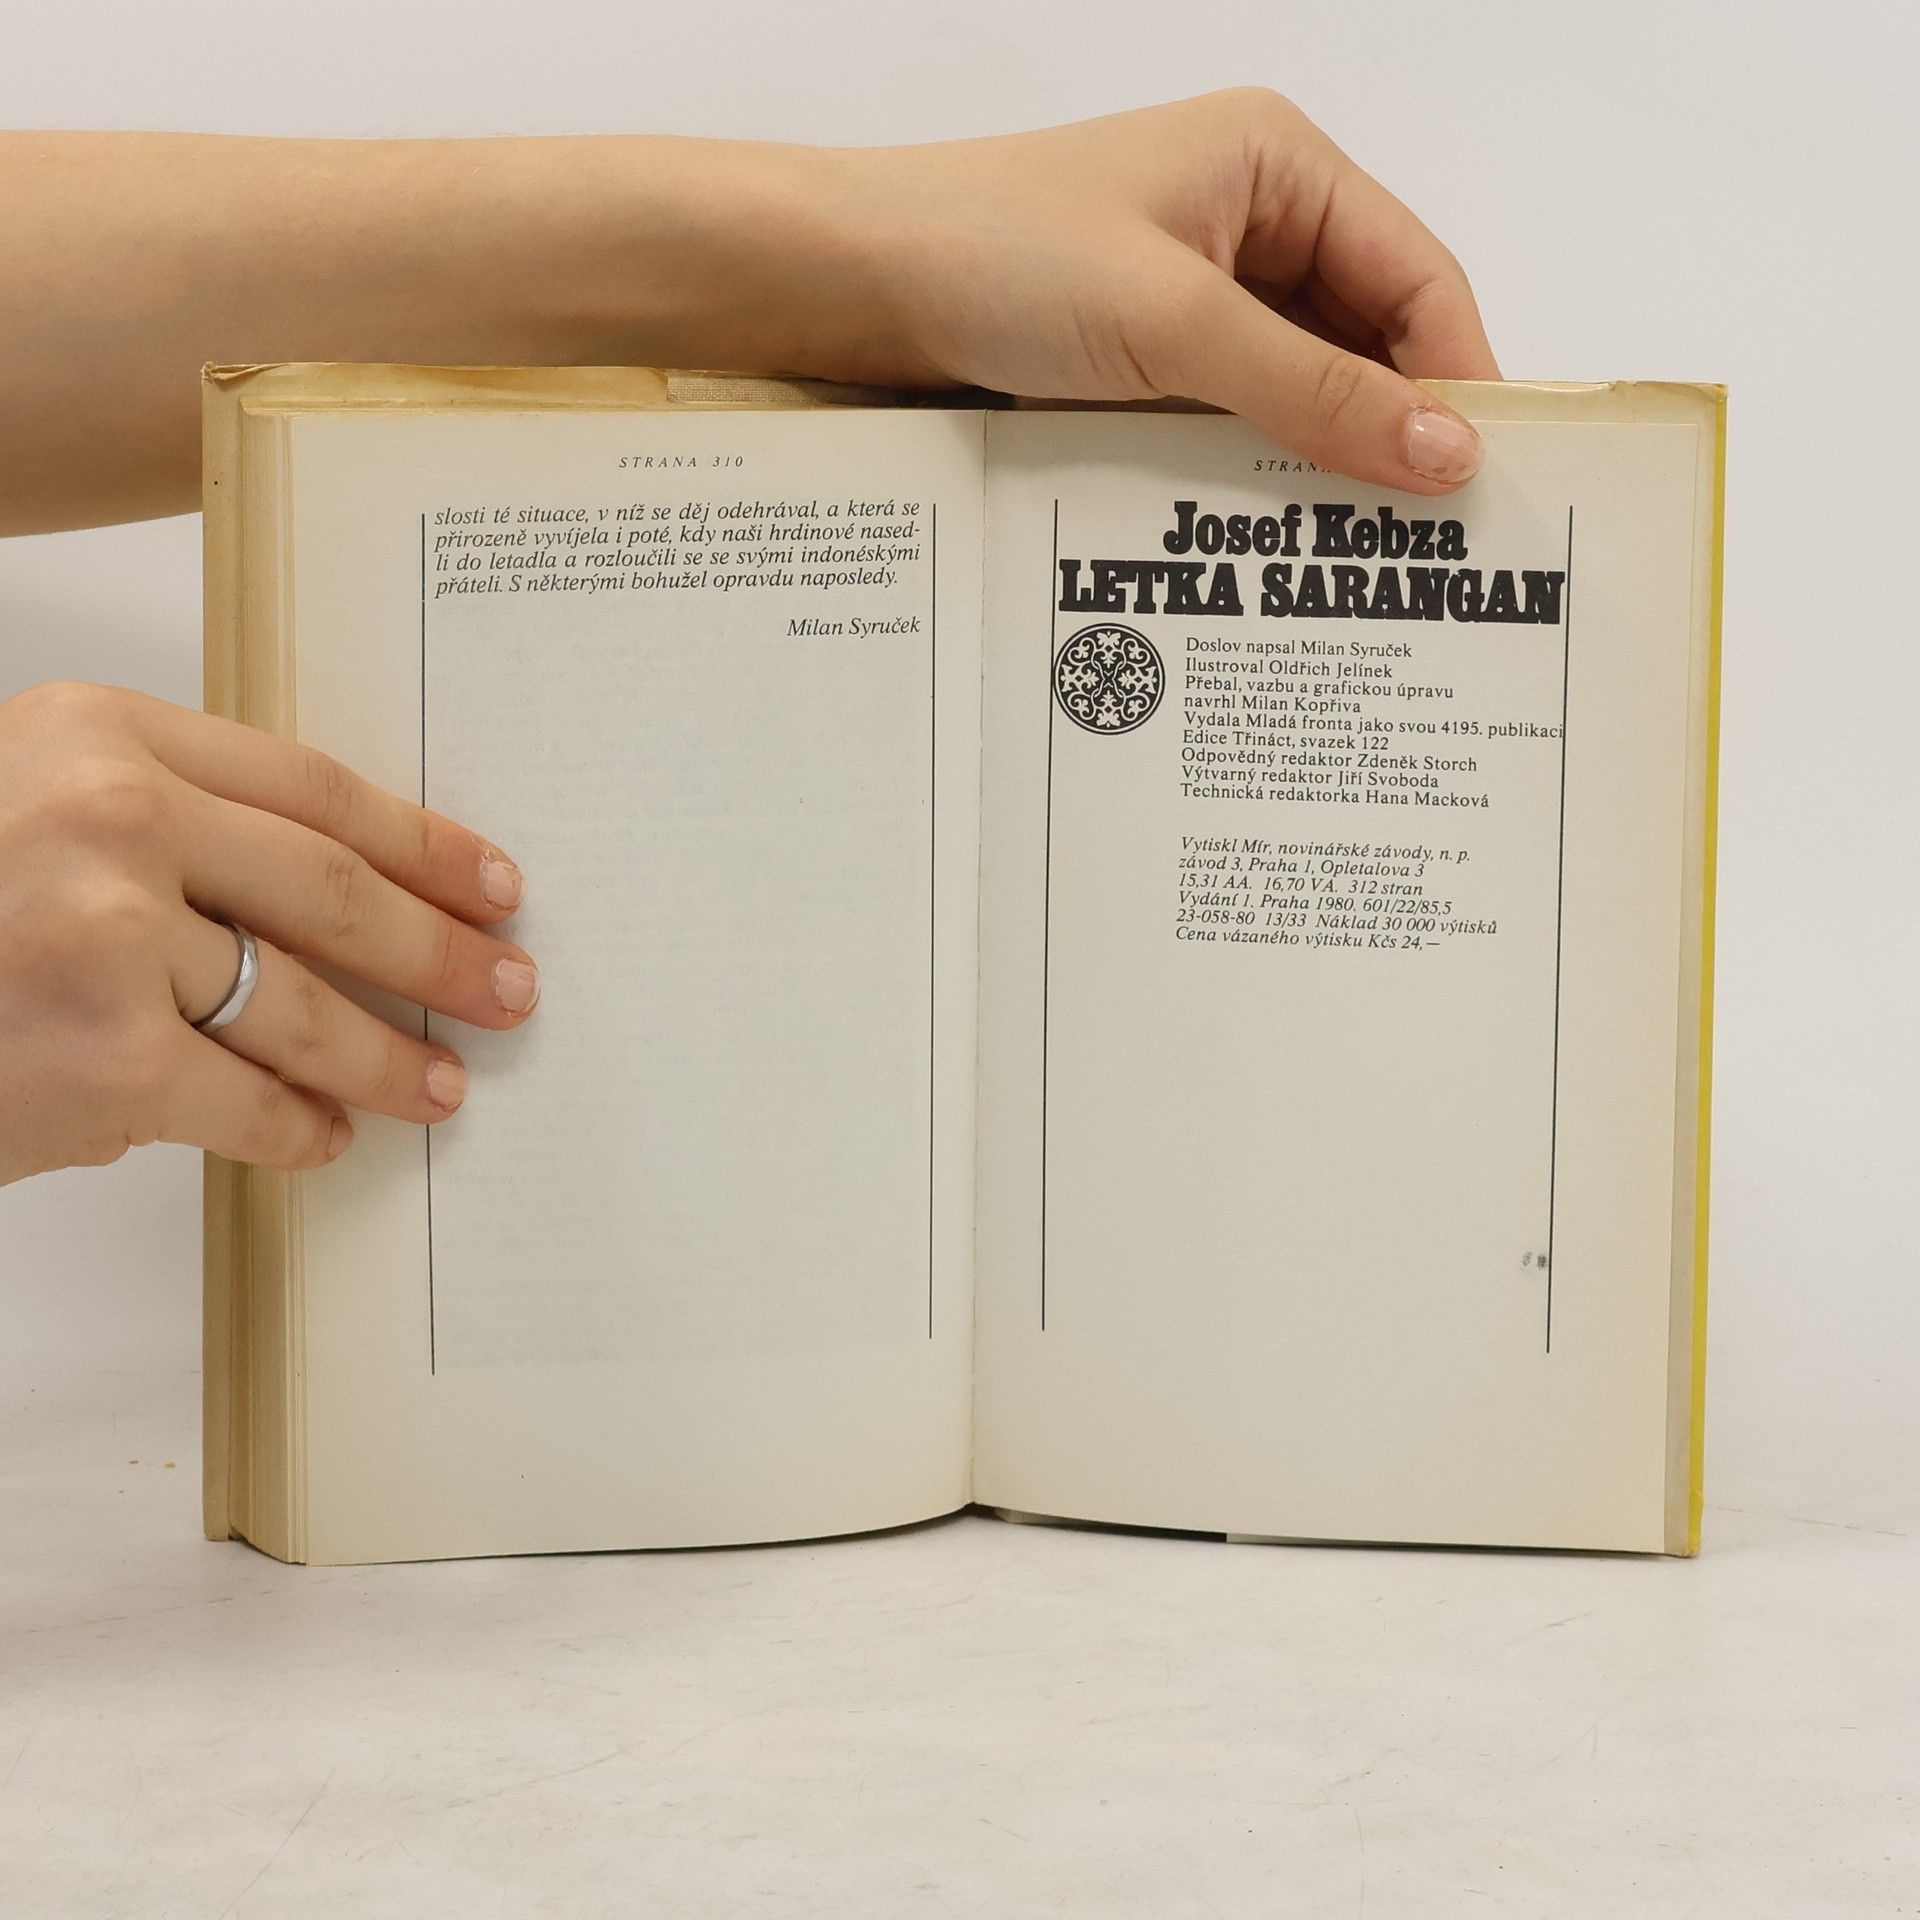 STRANA 310
slosti té situace, v níž se děj odehrával, a která se
přirozeně vyvíjela i poté, kdy naši hrdinové nased-
li do letadla a rozloučili se se svými indonéskými
přáteli. S některými bohužel opravdu naposledy.
Milan Syruček
STRANA
Josef Kebza
LETKA SARANGAN
Doslov napsal Milan Syruček
Ilustroval Oldřich Jelínek
Přebal, vazbu a grafickou úpravu
navrhl Milan Kopřiva
Vydala Mladá fronta jako svou 4195. publikaci
Edice Třináct, svazek 122
Odpovědný redaktor Zdeněk Storch
Výtvarný redaktor Jiří Svoboda
Technická redaktorka Hana Macková
Vytiskl Mír, novinářské závody, n. p.
závod 3, Praha 1, Opletalova 3
15,31 AA. 16,70 VA. 312 stran
Vydání 1. Praha 1980. 601/22/85,5
23-058-80 13/33 Náklad 30 000 výtisků
Cena vázaného výtisku Kčs 24,—